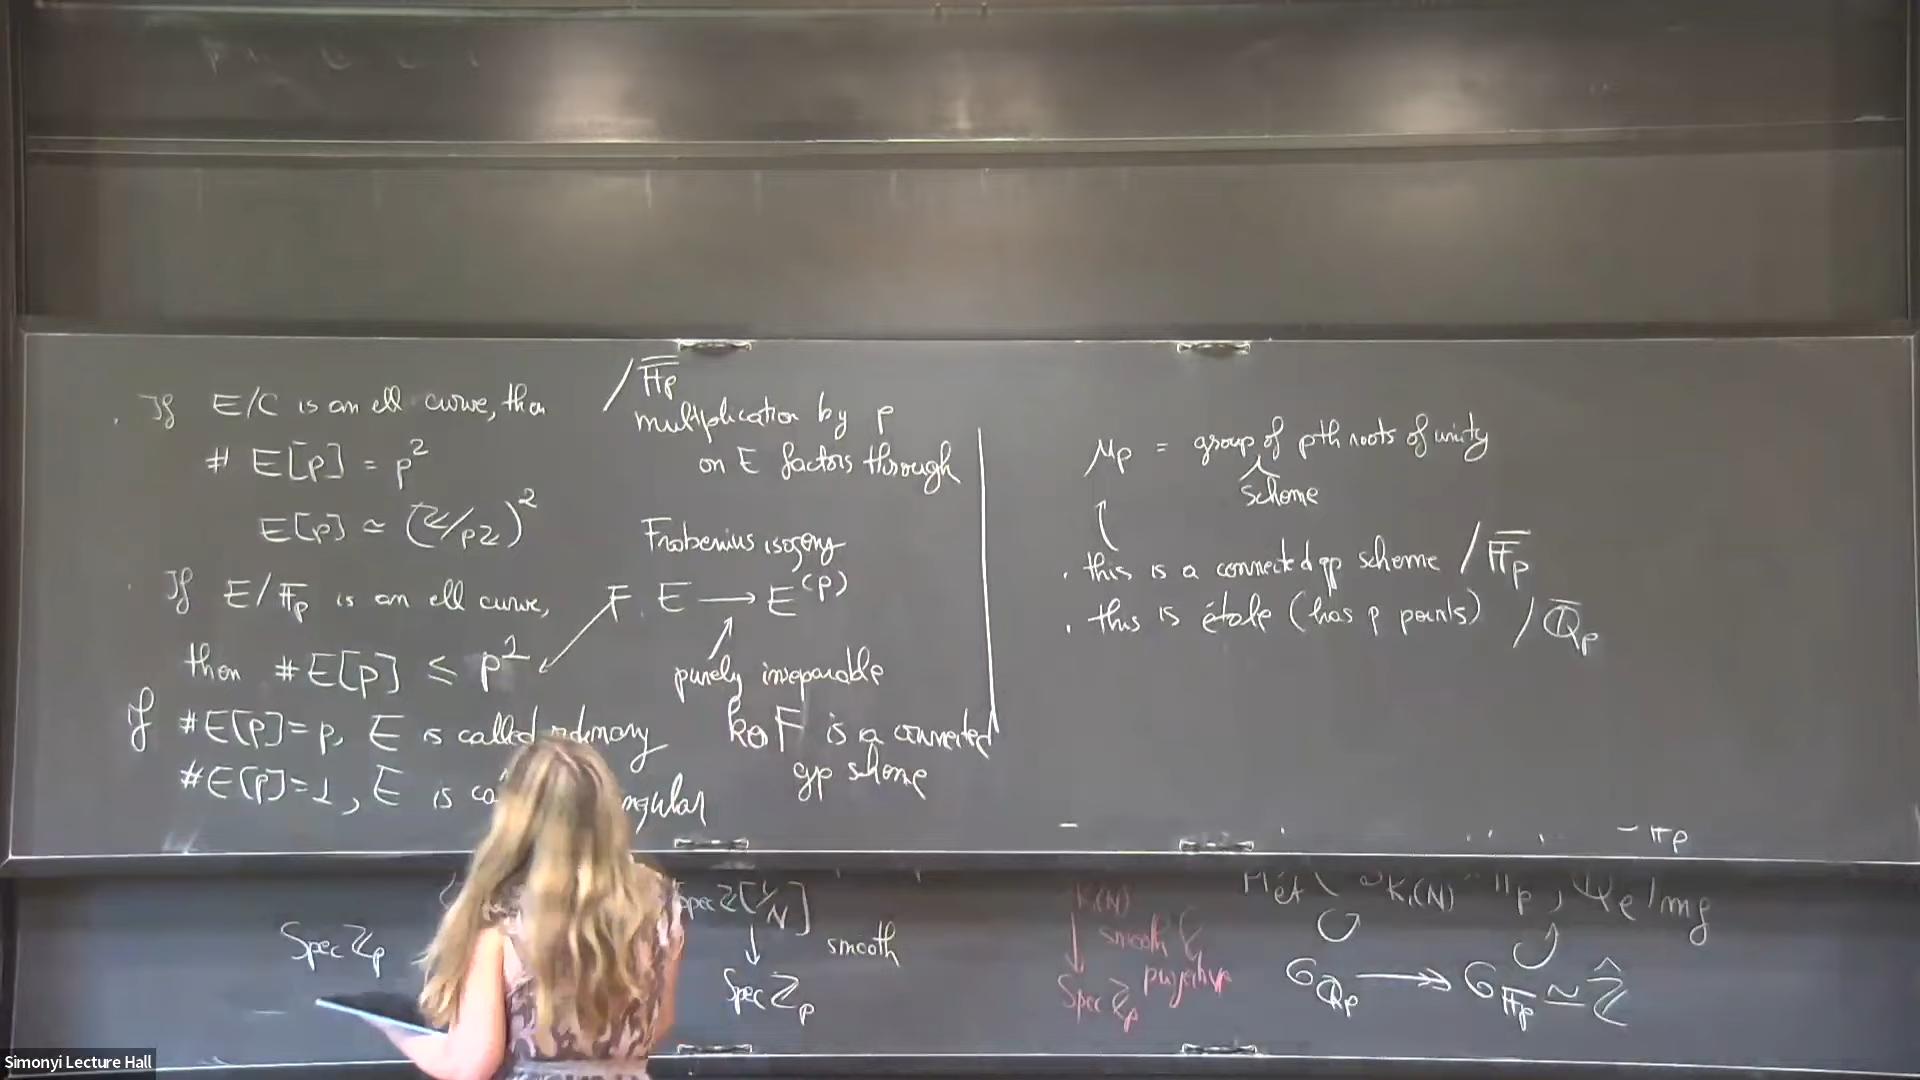 . If E/C is an ell curve, then
# E[p] = p²
E[p] ≃ (ℤ/pℤ)²
. If E/𝔽̅p is an ell curve,
then #E[p] ≤ p²
if #E[p]=p, E is called ordinary
#E[p]=1, E is
/𝔽̅p
multiplication by p
on E factors through
Frobenius isogeny
F: E ⟶ E^(p)
purely inseparable
ker F is a connected
gp scheme
μp = group of pth roots of unity
scheme
. this is a connected gp scheme /𝔽̅p
. this is étale (has p points) /ℚ̅p
Spec ℤp
Spec ℤ[1/N]
↓ smooth
Spec ℤp
↓ smooth &
projective
Spec ℤp
G_ℚp ↠ G_𝔽p ≃ ℤ̂
Simonyi Lecture Hall